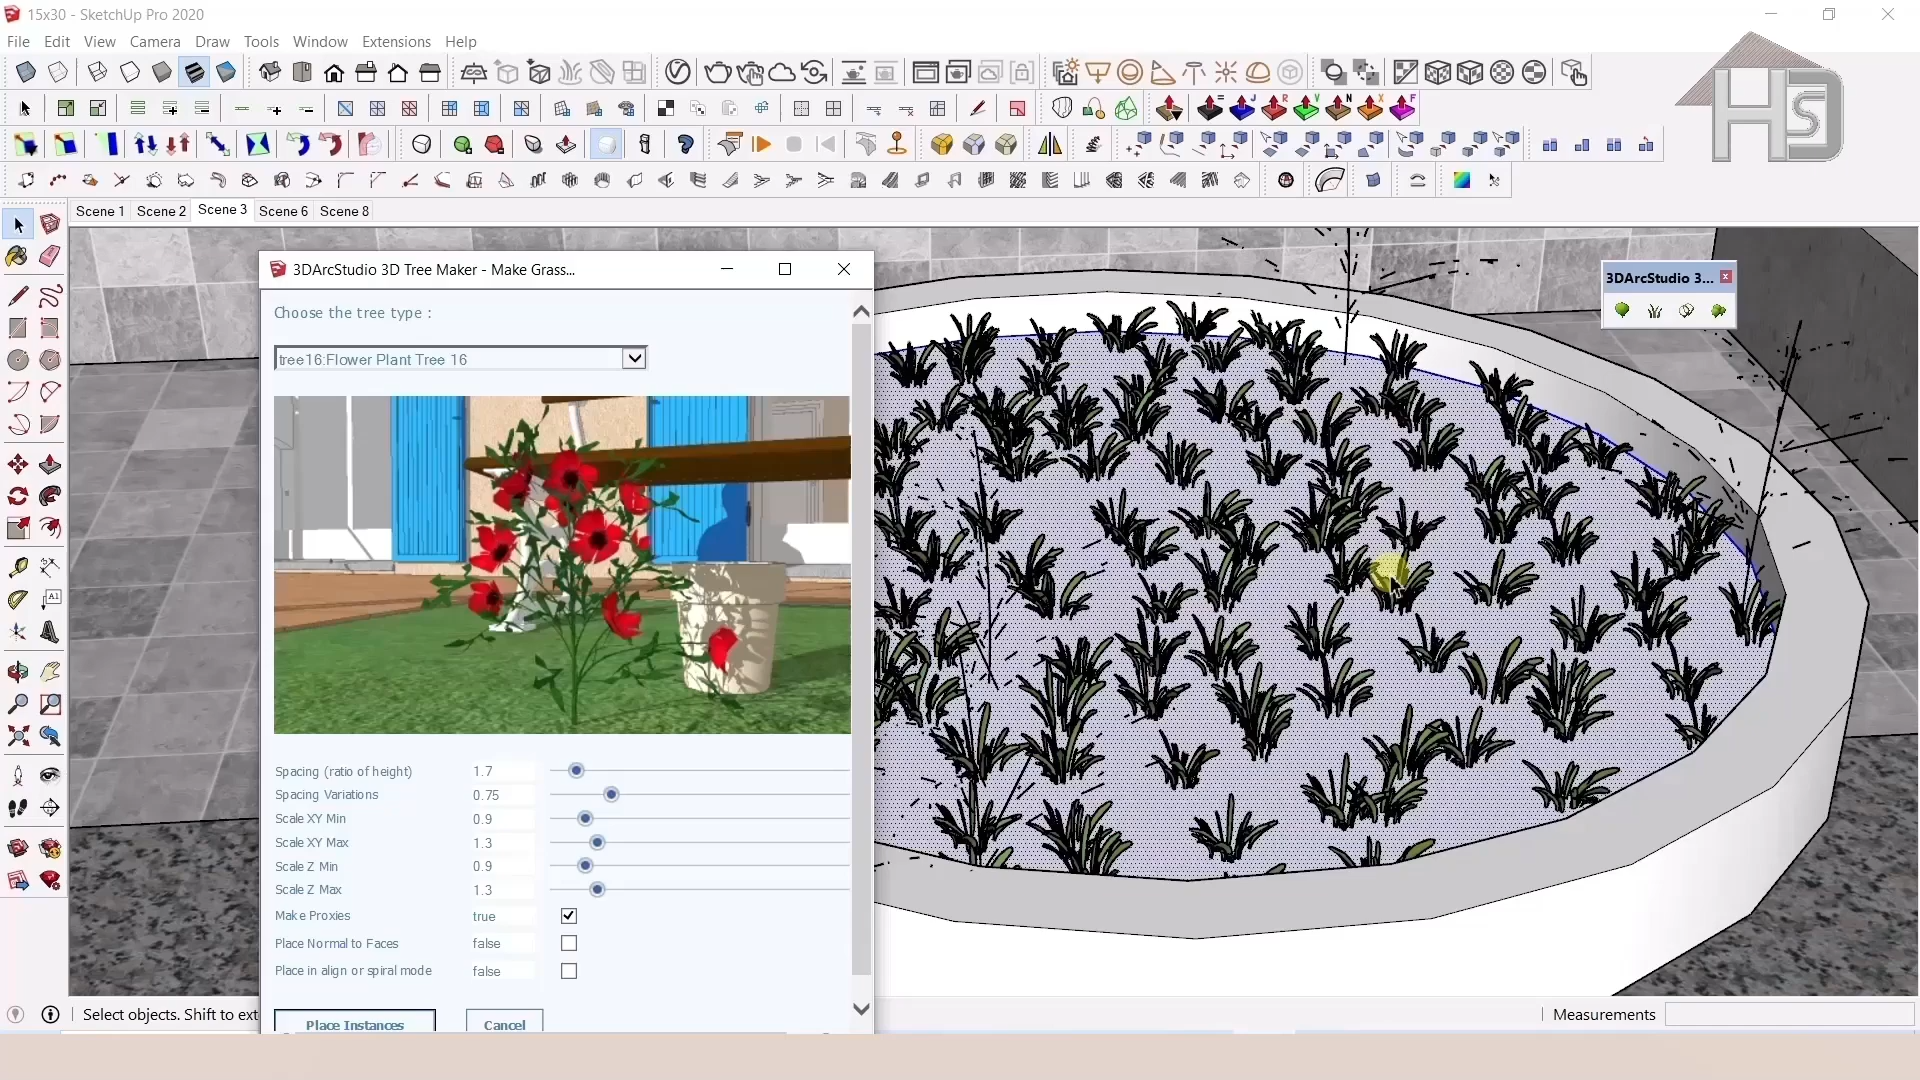 15x30 - SketchUp Pro 2020
File Edit View Camera Draw Tools Window Extensions Help
HS
Scene 1 Scene 2 Scene 3 Scene 6 Scene 8
3DArcStudio 3D Tree Maker - Make Grass...
3DArcStudio 3...
Choose the tree type :
tree16:Flower Plant Tree 16
Spacing (ratio of height) 1.7
Spacing Variations 0.75
Scale XY Min 0.9
Scale XY Max 1.3
Scale Z Min 0.9
Scale Z Max 1.3
Make Proxies true
Place Normal to Faces false
Place in align or spiral mode false
Place Instances Cancel
Select objects. Shift to ext
Measurements